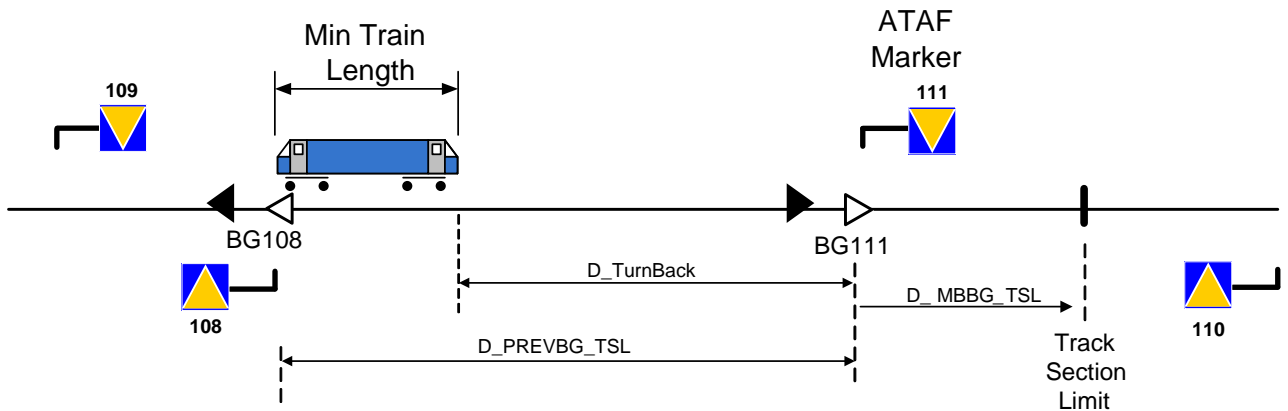 Min Train
Length
ATAF
Marker
109
111
BG108
BG111
D_TurnBack
D_ MBBG_TSL
108
110
D_PREVBG_TSL
Track
Section
Limit